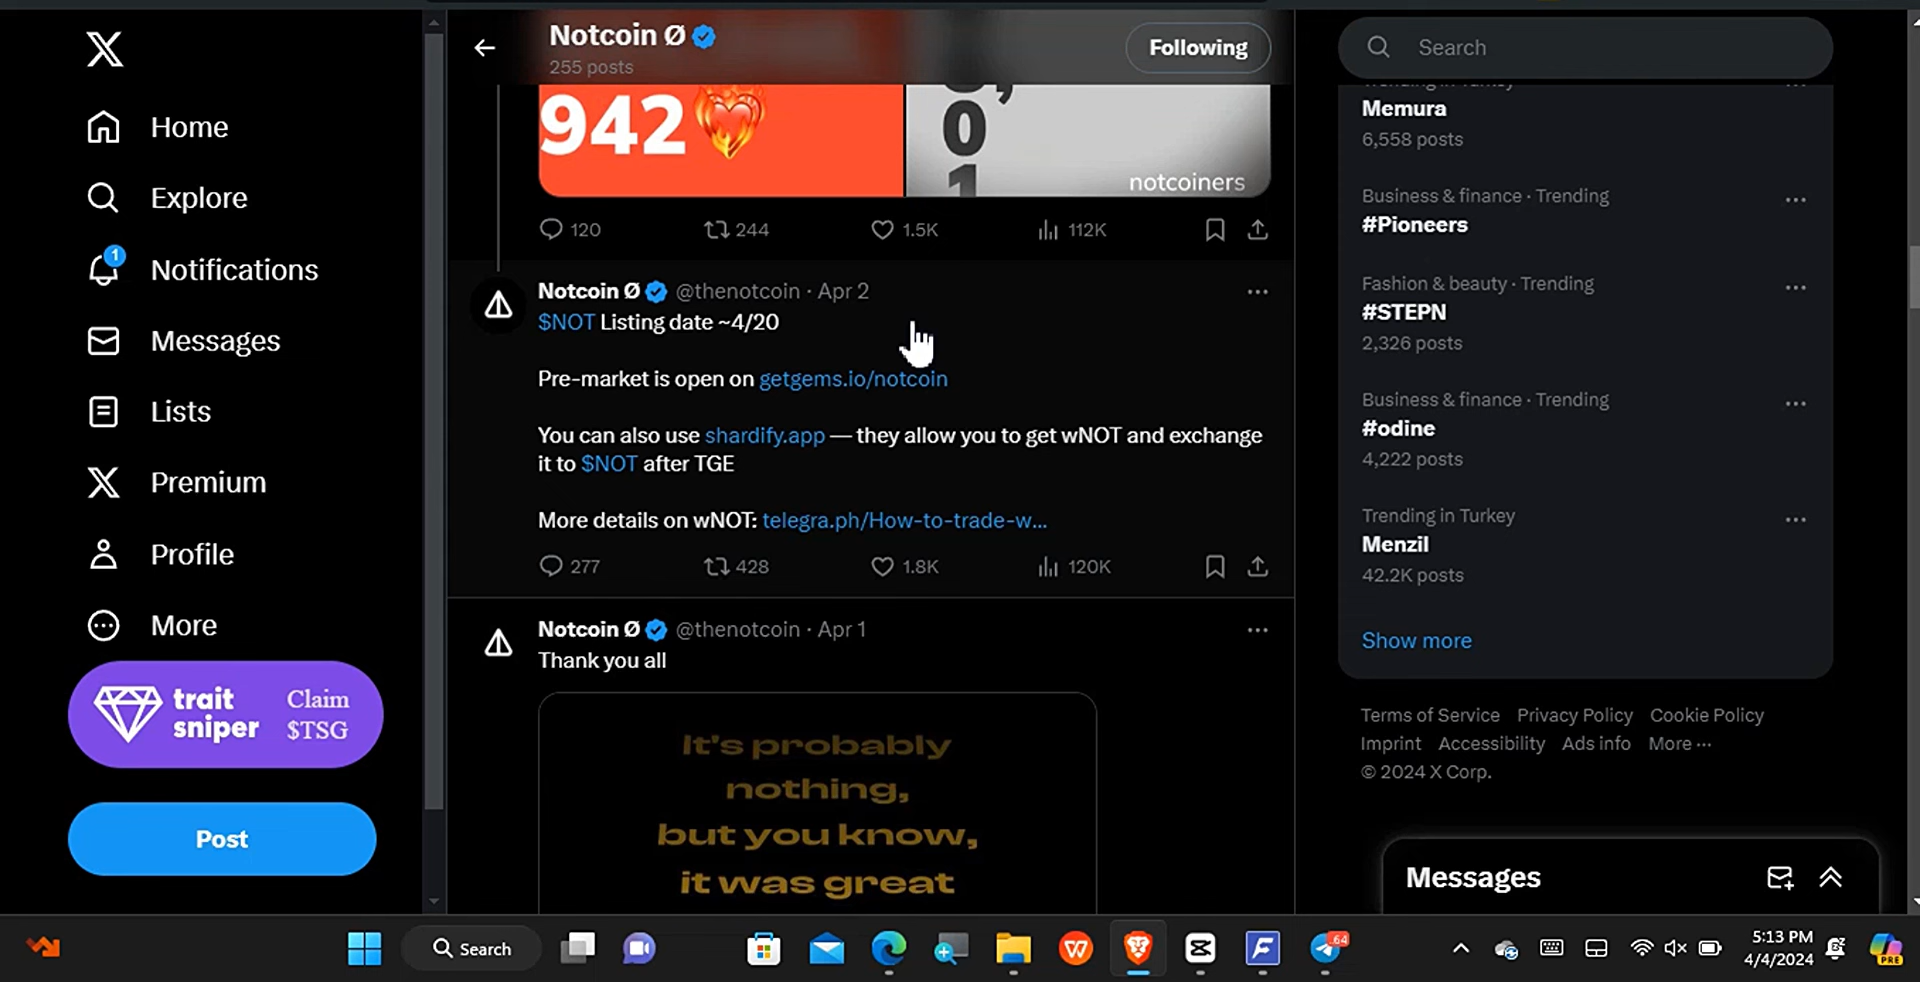 Home
Explore
1
Notifications
Messages
Lists
Premium
Profile
More
trait
sniper
Claim
$TSG
Post
Notcoin Ø
255 posts
Following
942
0
1
notcoiners
120
244
1.5K
112K
Notcoin Ø @thenotcoin · Apr 2
$NOT Listing date ~4/20
Pre-market is open on getgems.io/notcoin
You can also use shardify.app — they allow you to get wNOT and exchange
it to $NOT after TGE
More details on wNOT: telegra.ph/How-to-trade-w...
277
428
1.8K
120K
Notcoin Ø @thenotcoin · Apr 1
Thank you all
It's probably
nothing,
but you know,
it was great
Search
Memura
6,558 posts
Business & finance · Trending
#Pioneers
Fashion & beauty · Trending
#STEPN
2,326 posts
Business & finance · Trending
#odine
4,222 posts
Trending in Turkey
Menzil
42.2K posts
Show more
Terms of Service Privacy Policy Cookie Policy
Imprint Accessibility Ads info More ···
© 2024 X Corp.
Messages
Search
64
5:13 PM
4/4/2024
PRE